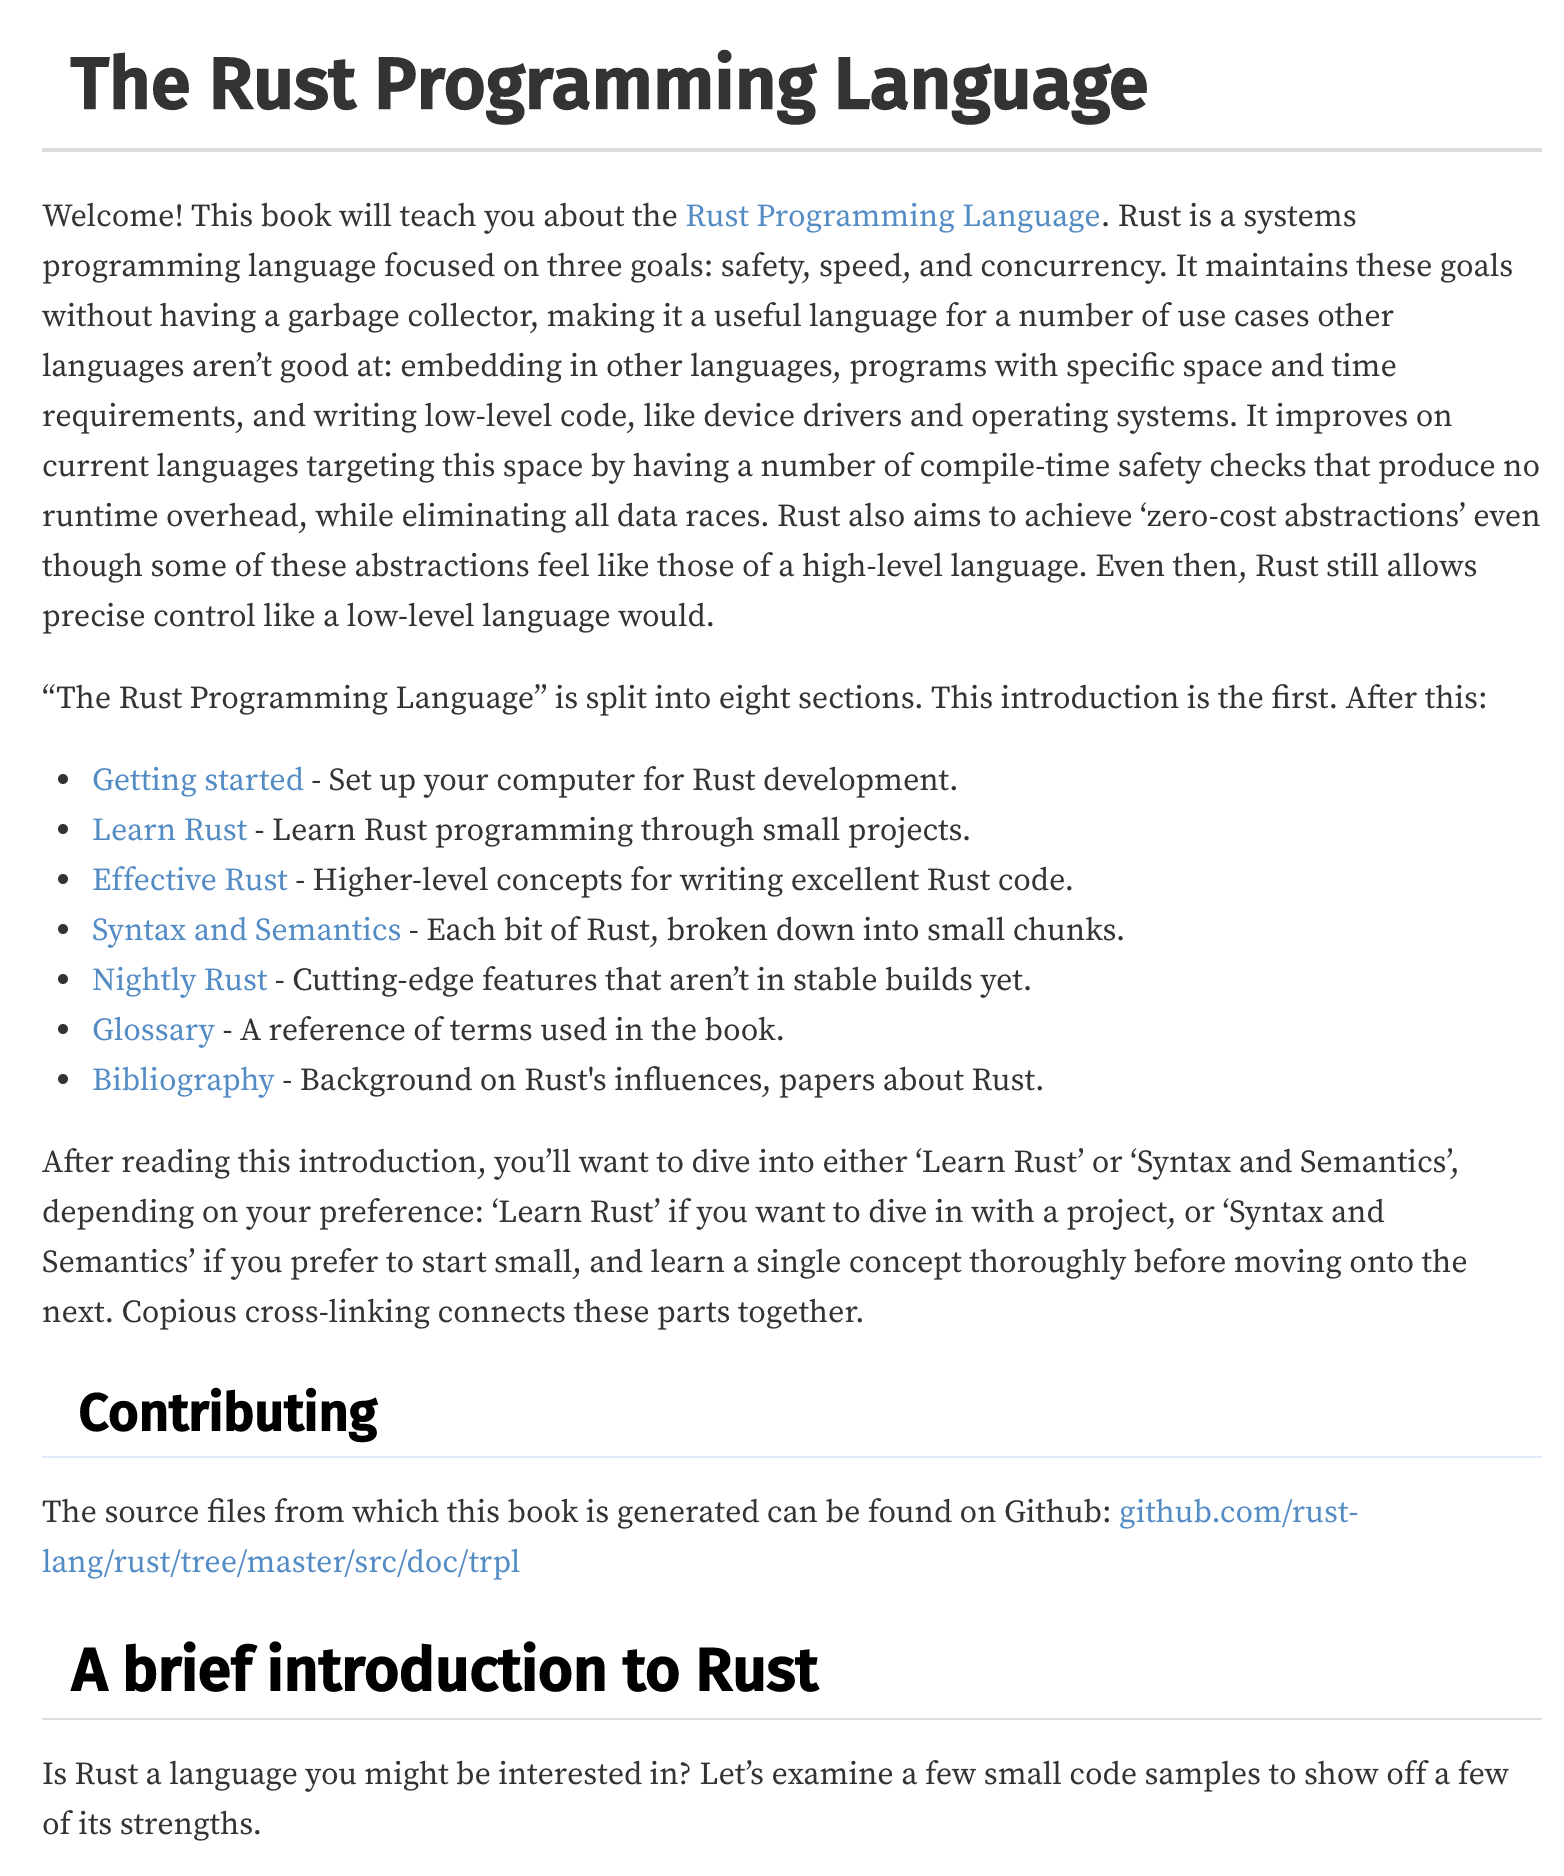 The Rust Programming Language
Welcome! This book will teach you about the Rust Programming Language. Rust is a systems
programming language focused on three goals: safety, speed, and concurrency. It maintains these goals
without having a garbage collector, making it a useful language for a number of use cases other
languages aren’t good at: embedding in other languages, programs with specific space and time
requirements, and writing low-level code, like device drivers and operating systems. It improves on
current languages targeting this space by having a number of compile-time safety checks that produce no
runtime overhead, while eliminating all data races. Rust also aims to achieve ‘zero-cost abstractions’ even
though some of these abstractions feel like those of a high-level language. Even then, Rust still allows
precise control like a low-level language would.
“The Rust Programming Language” is split into eight sections. This introduction is the first. After this:
• Getting started - Set up your computer for Rust development.
• Learn Rust - Learn Rust programming through small projects.
• Effective Rust - Higher-level concepts for writing excellent Rust code.
• Syntax and Semantics - Each bit of Rust, broken down into small chunks.
• Nightly Rust - Cutting-edge features that aren’t in stable builds yet.
• Glossary - A reference of terms used in the book.
• Bibliography - Background on Rust's influences, papers about Rust.
After reading this introduction, you’ll want to dive into either ‘Learn Rust’ or ‘Syntax and Semantics’,
depending on your preference: ‘Learn Rust’ if you want to dive in with a project, or ‘Syntax and
Semantics’ if you prefer to start small, and learn a single concept thoroughly before moving onto the
next. Copious cross-linking connects these parts together.
Contributing
The source files from which this book is generated can be found on Github: github.com/rust-
lang/rust/tree/master/src/doc/trpl
A brief introduction to Rust
Is Rust a language you might be interested in? Let’s examine a few small code samples to show off a few
of its strengths.